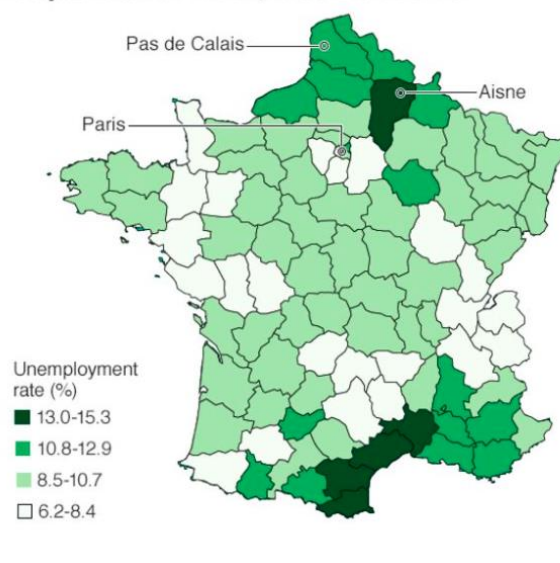 Pas de Calais
Aisne
Paris
Unemployment
rate (%)
13.0-15.3
10.8-12.9
8.5-10.7
6.2-8.4